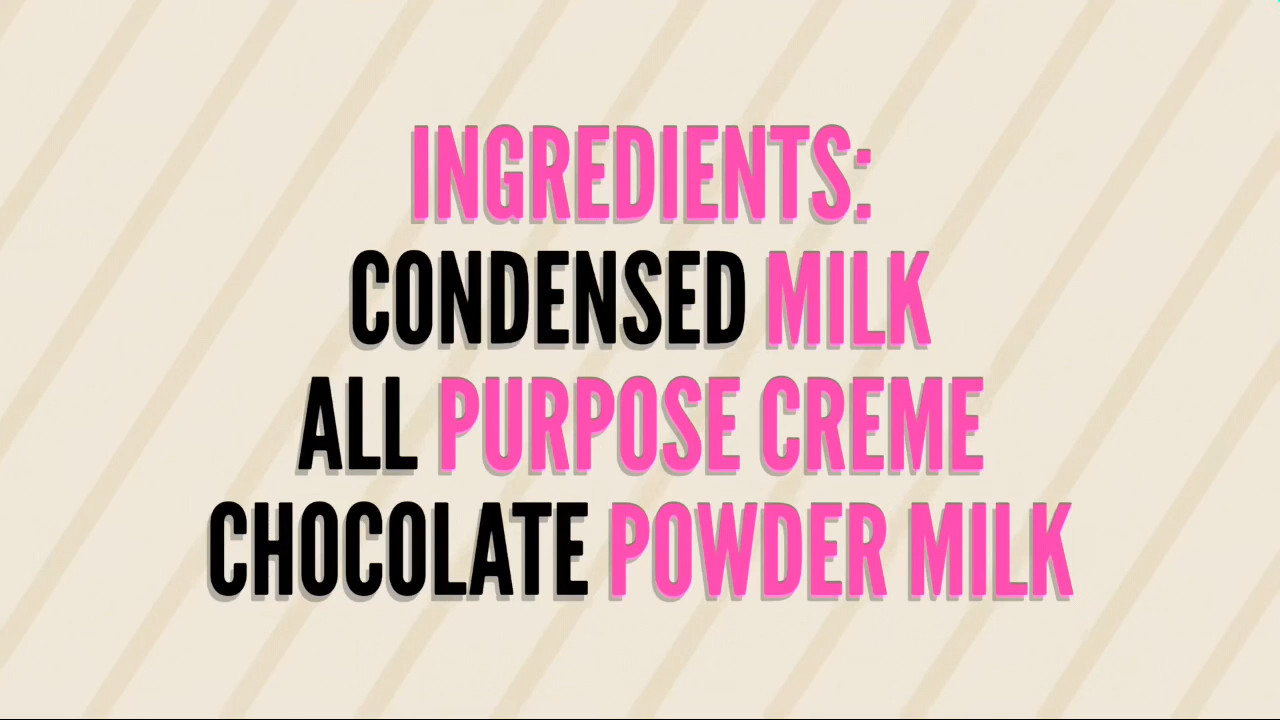 INGREDIENTS:
CONDENSED MILK
ALL PURPOSE CREME
CHOCOLATE POWDER MILK